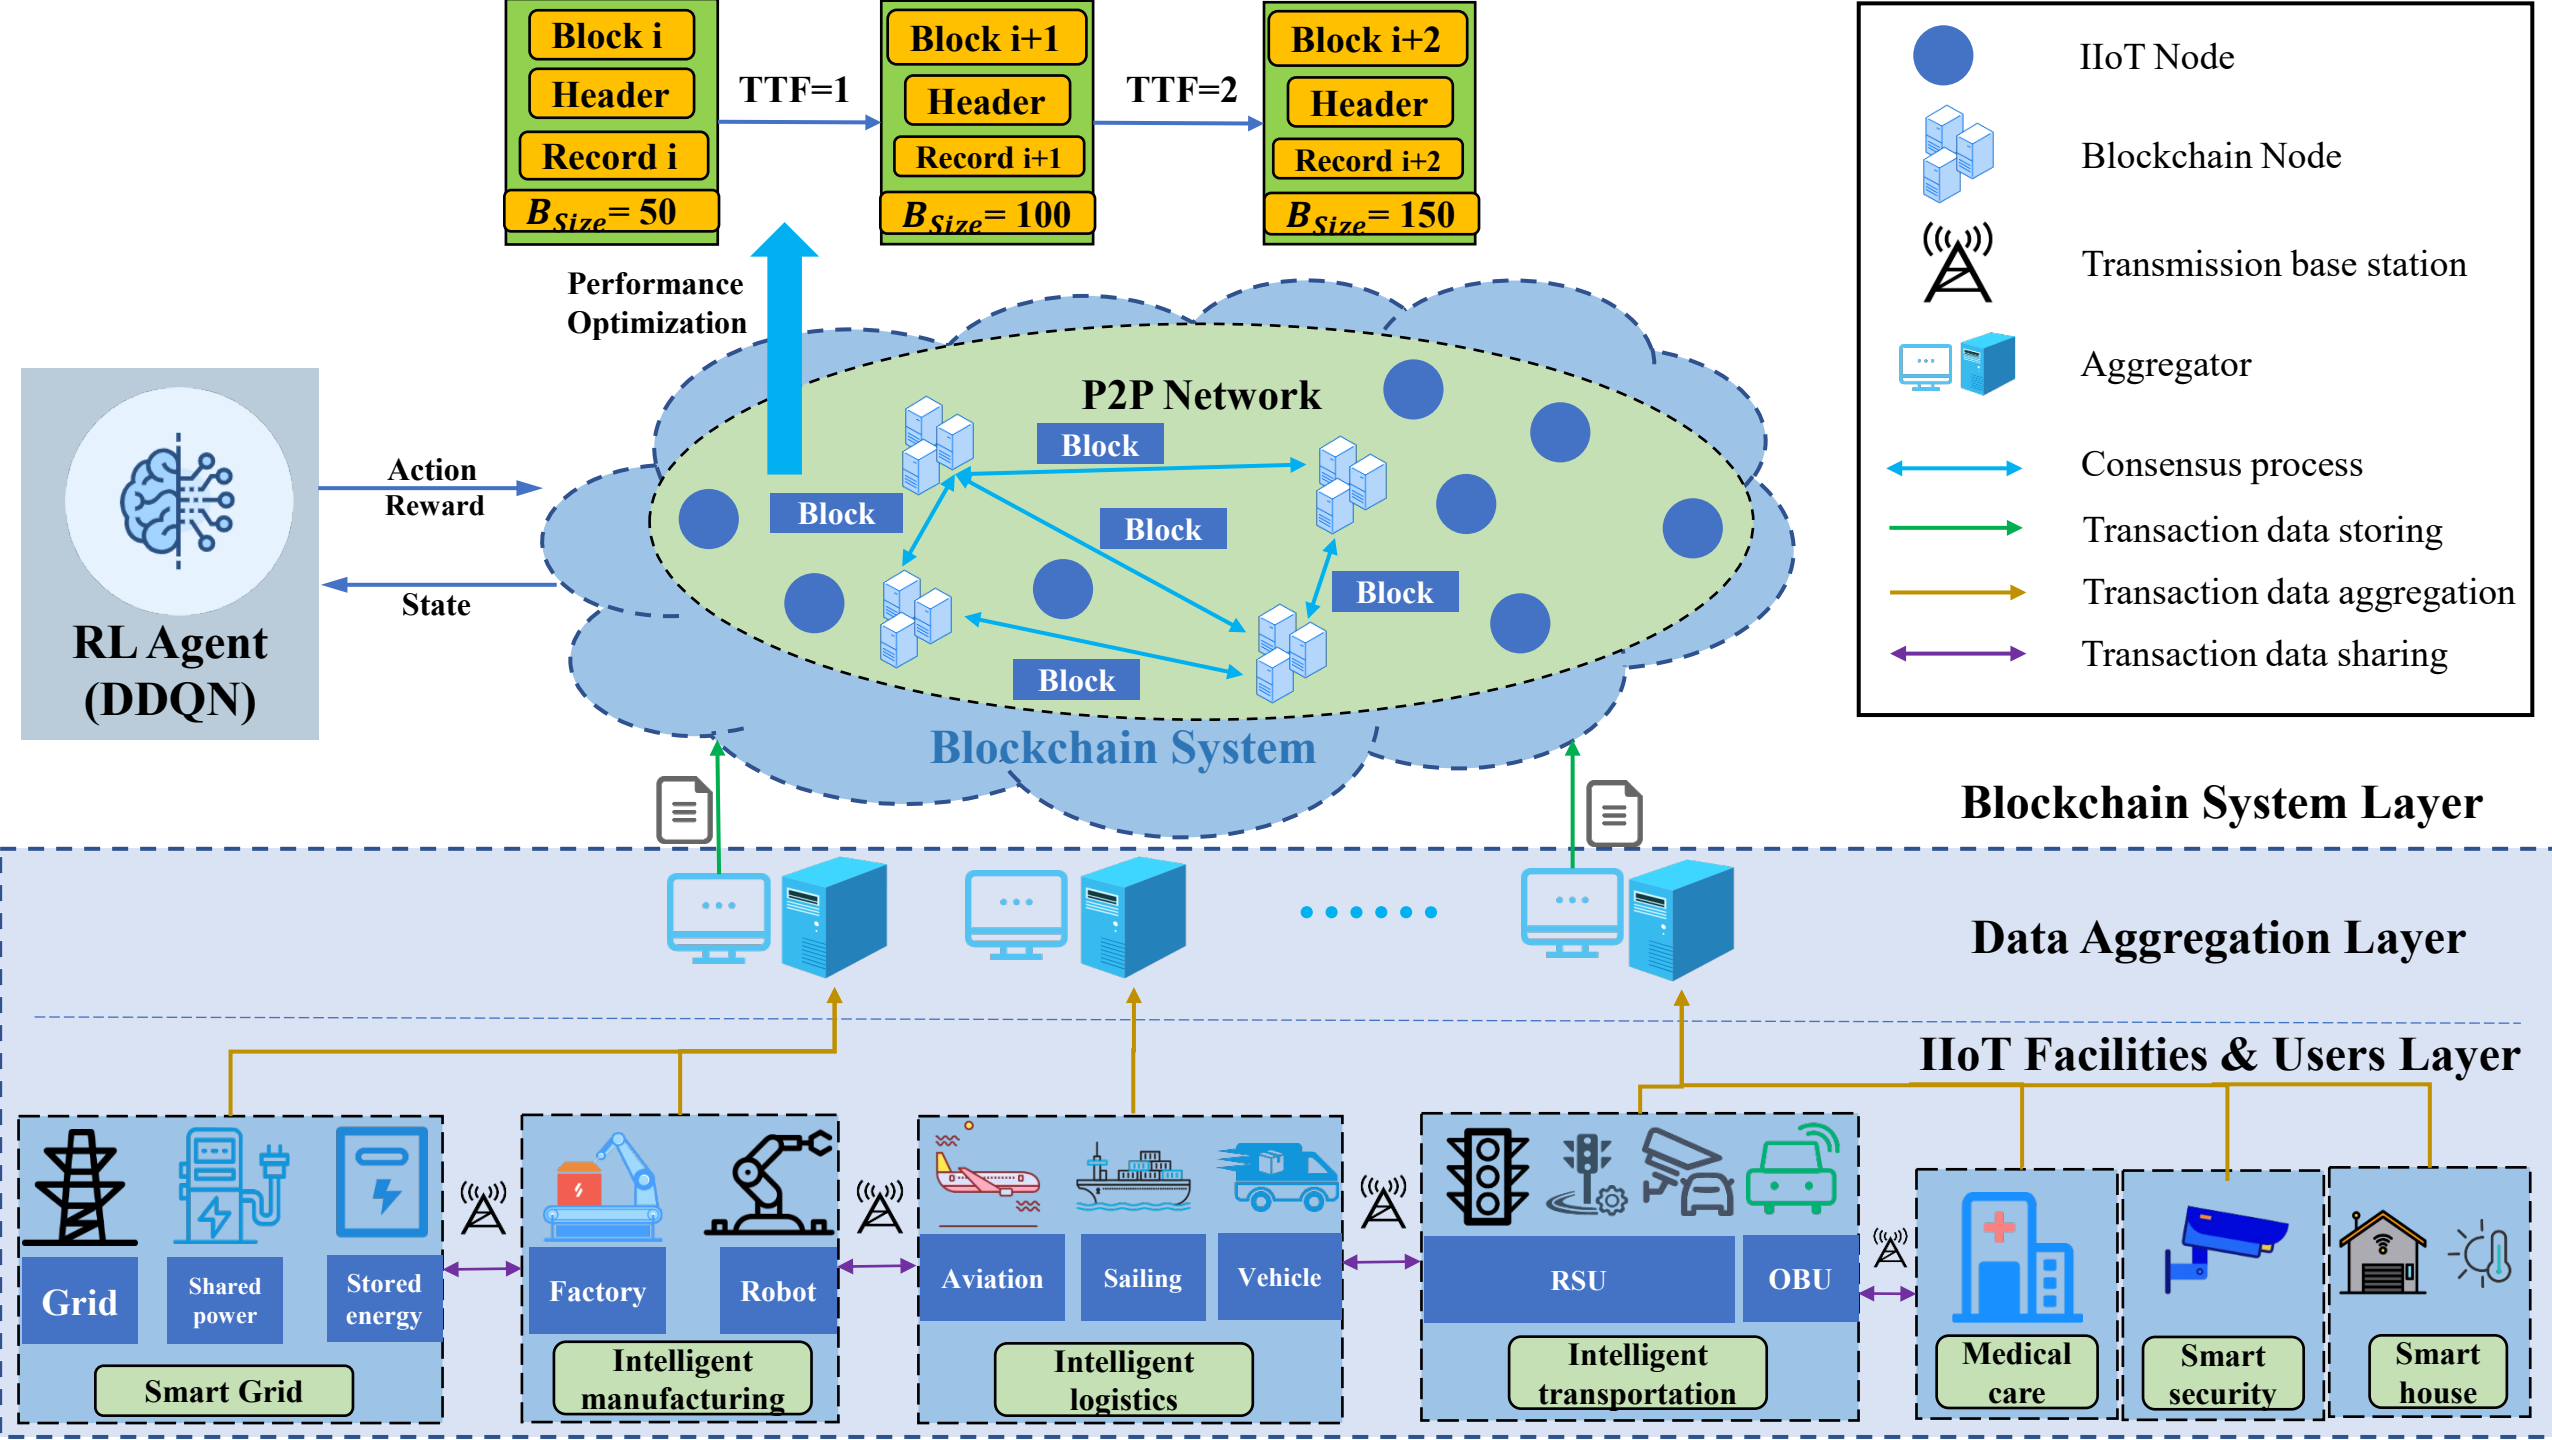 Block i
Header
Record i
B_Size= 50
TTF=1
Block i+1
Header
Record i+1
B_Size= 100
TTF=2
Block i+2
Header
Record i+2
B_Size= 150
IIoT Node
Blockchain Node
Transmission base station
Aggregator
Consensus process
Transaction data storing
Transaction data aggregation
Transaction data sharing
Performance
Optimization
Action
Reward
State
RL Agent
(DDQN)
P2P Network
Block
Block
Block
Block
Block
Blockchain System
Blockchain System Layer
Data Aggregation Layer
IIoT Facilities & Users Layer
Grid
Shared
power
Stored
energy
Smart Grid
Factory
Robot
Intelligent
manufacturing
Aviation
Sailing
Vehicle
Intelligent
logistics
RSU
OBU
Intelligent
transportation
Medical
care
Smart
security
Smart
house